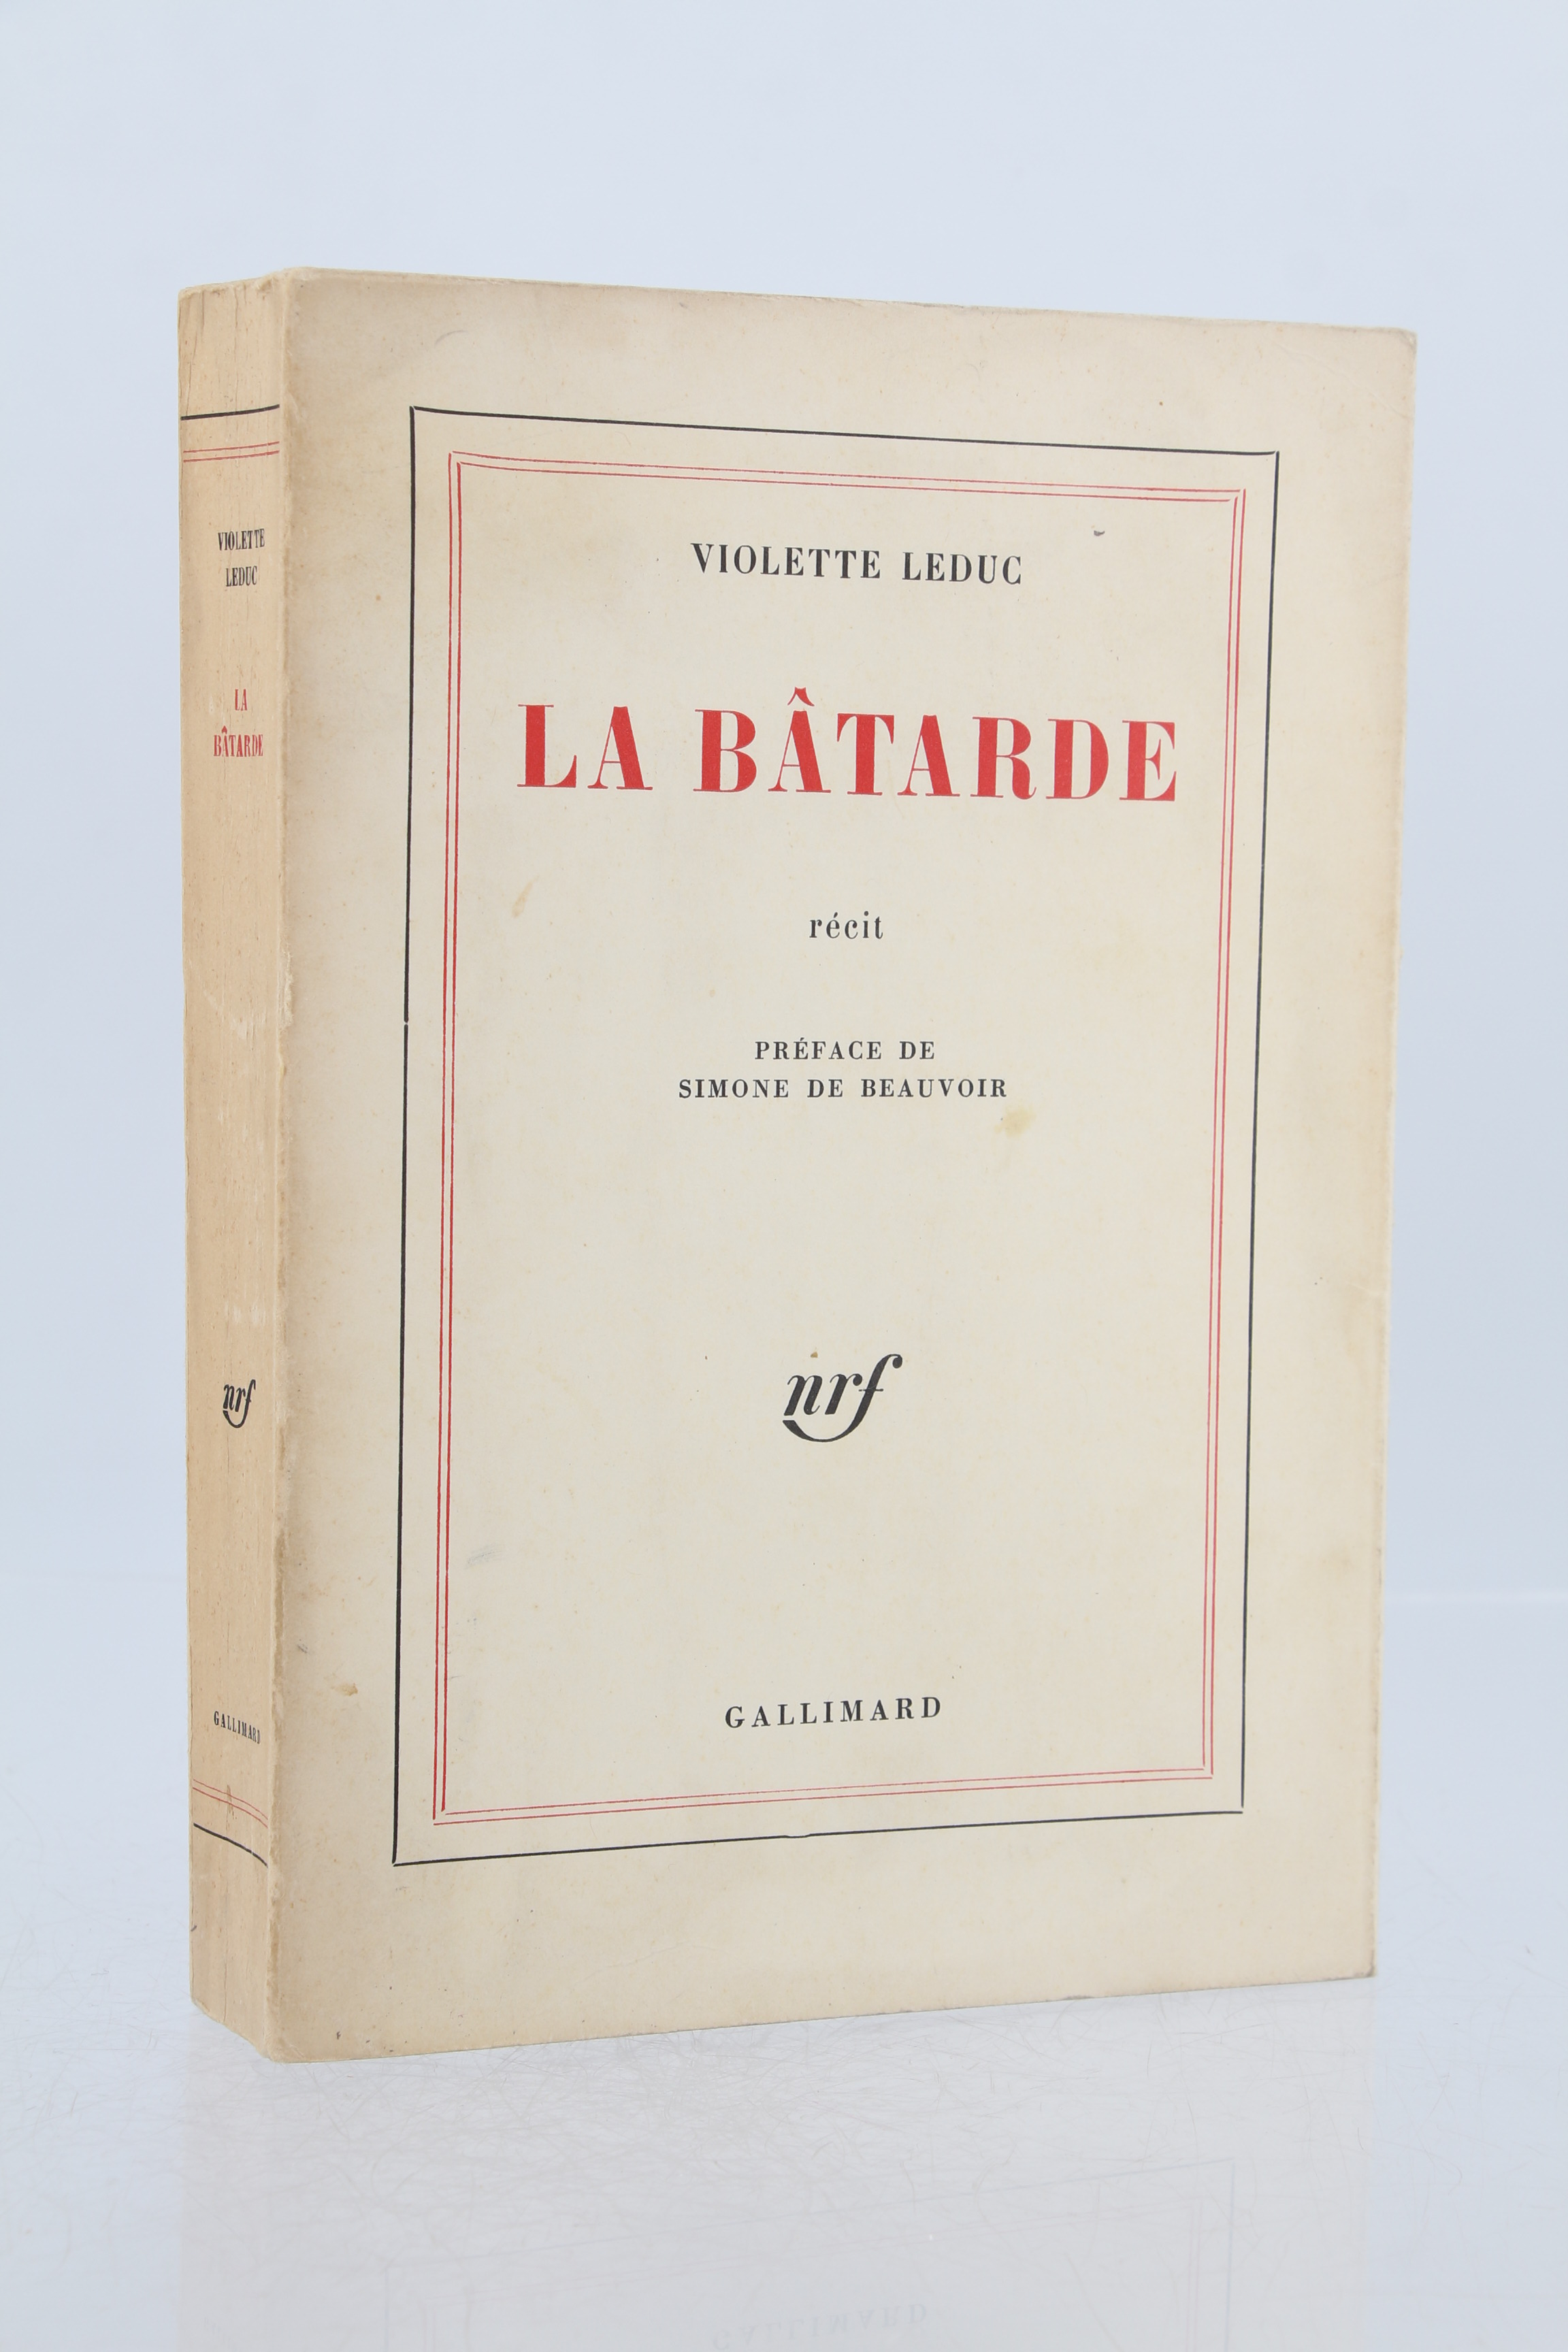 VIOLETTE
LEDUC
LA
BÂTARDE
nrf
GALLIMARD
VIOLETTE LEDUC
LA BÂTARDE
récit
PRÉFACE DE
SIMONE DE BEAUVOIR
nrf
GALLIMARD